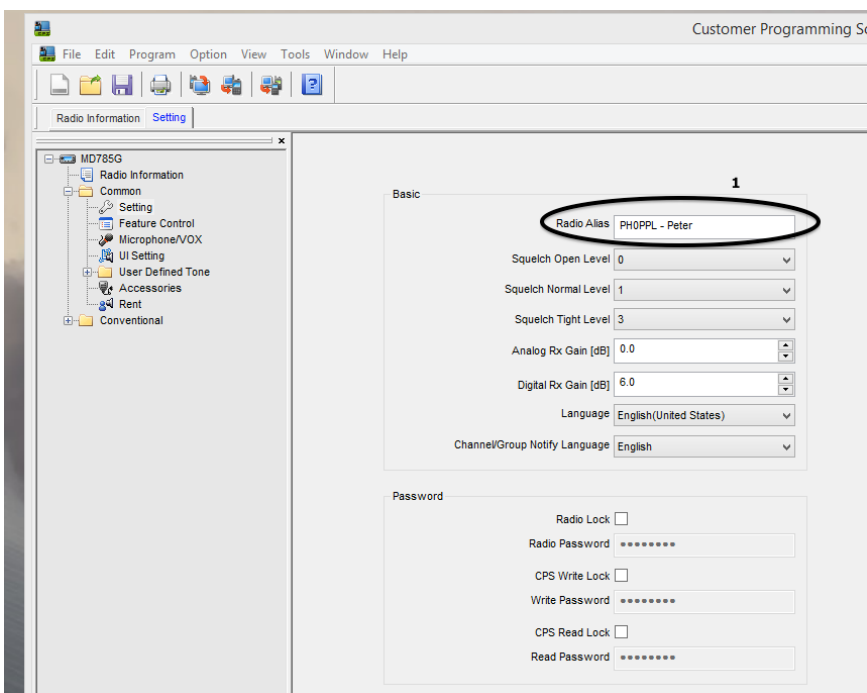 Customer Programming So
File Edit Program Option View Tools Window Help
Radio Information Setting
MD785G
Radio Information
Common
Setting
Feature Control
Microphone/VOX
UI Setting
User Defined Tone
Accessories
Rent
Conventional
1
Basic
Radio Alias PH0PPL - Peter
Squelch Open Level 0
Squelch Normal Level 1
Squelch Tight Level 3
Analog Rx Gain [dB] 0.0
Digital Rx Gain [dB] 6.0
Language English(United States)
Channel/Group Notify Language English
Password
Radio Lock
Radio Password ********
CPS Write Lock
Write Password ********
CPS Read Lock
Read Password ********